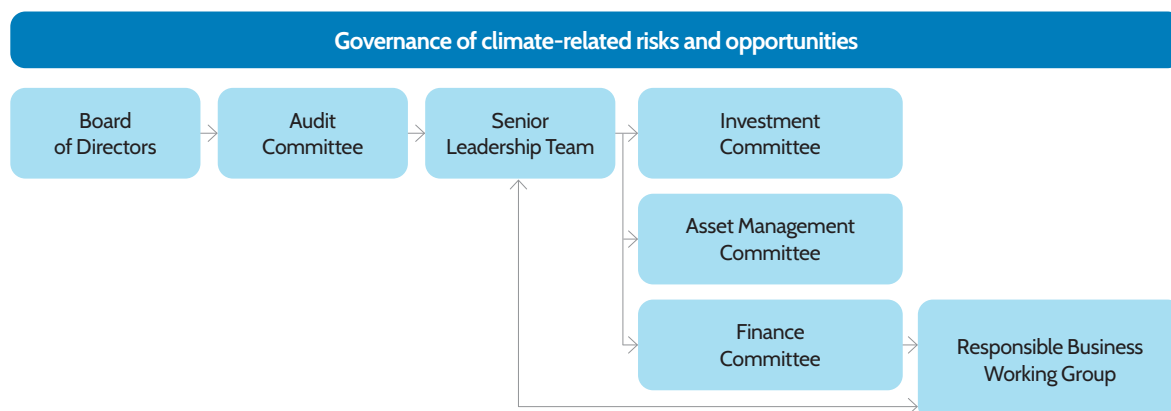 Governance of climate-related risks and opportunities
Board
of Directors
Audit
Committee
Senior
Leadership Team
Investment
Committee
Asset Management
Committee
Finance
Committee
Responsible Business
Working Group